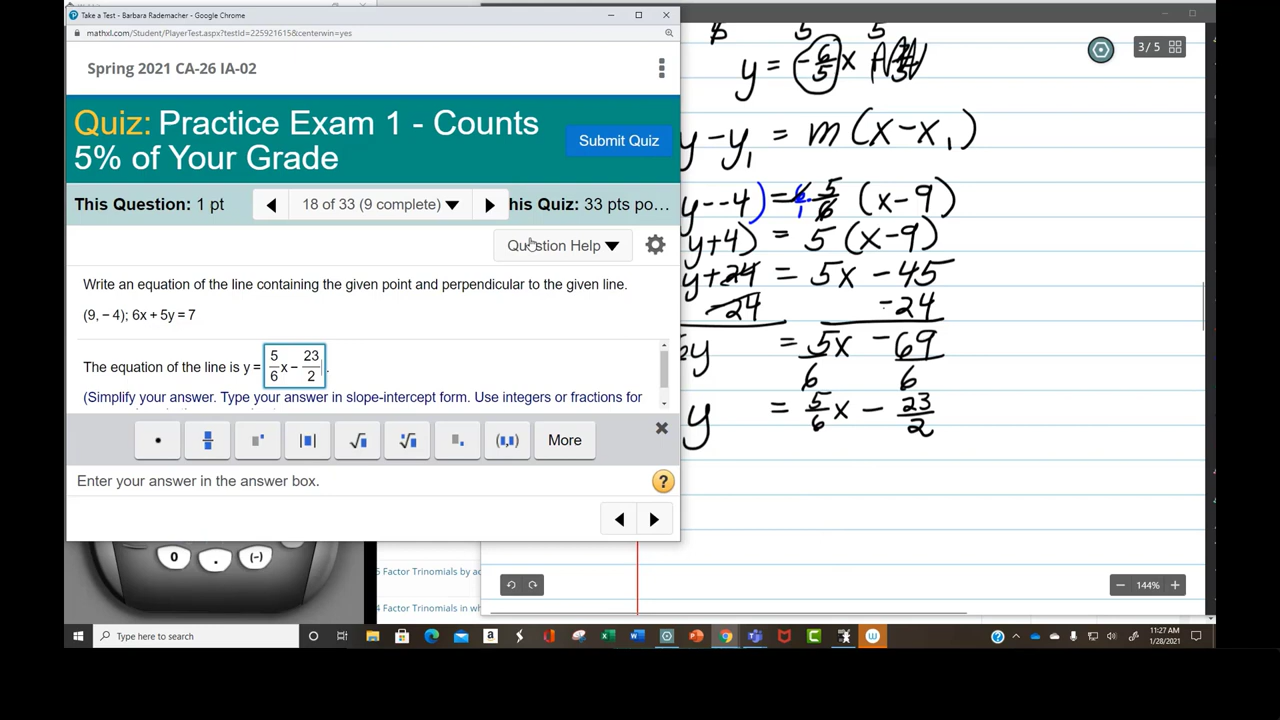 Take a Test - Barbara Rademacher - Google Chrome
mathxl.com/Student/PlayerTest.aspx?testId=225921615&centerwin=yes
Spring 2021 CA-26 IA-02
Quiz: Practice Exam 1 - Counts
5% of Your Grade
Submit Quiz
This Question: 1 pt
18 of 33 (9 complete)
his Quiz: 33 pts po...
Question Help
Write an equation of the line containing the given point and perpendicular to the given line.
(9, − 4); 6x + 5y = 7
The equation of the line is y = 5/6 x − 23/2 .
(Simplify your answer. Type your answer in slope-intercept form. Use integers or fractions for
More
Enter your answer in the answer box.
?
0 . (−)
5 Factor Trinomials by ac
4 Factor Trinomials in wh
3 / 5
5 5
y = -6/5 x
y - y1 = m(x - x1)
y - -4) = 5/6 (x - 9)
y + 4) = 5(x - 9)
y + 24 = 5x - 45
-24 -24
y = 5x - 69
6 6
y = 5/6 x - 23/2
144%
Type here to search
11:27 AM
1/28/2021